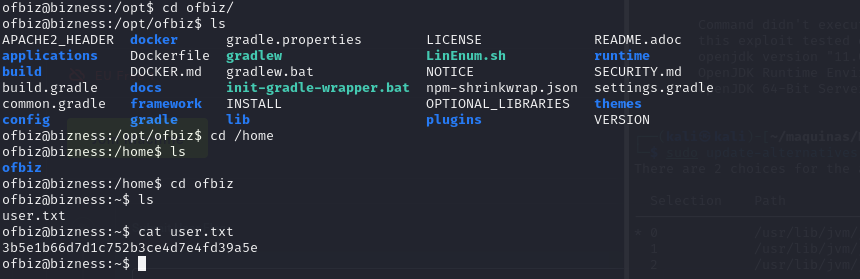 ofbiz@bizness:/opt$ cd ofbiz/
ofbiz@bizness:/opt/ofbiz$ ls
APACHE2_HEADER docker gradle.properties LICENSE README.adoc
applications Dockerfile gradlew LinEnum.sh runtime
build DOCKER.md gradlew.bat NOTICE SECURITY.md
build.gradle docs init-gradle-wrapper.bat npm-shrinkwrap.json settings.gradle
common.gradle framework INSTALL OPTIONAL_LIBRARIES themes
config gradle lib plugins VERSION
ofbiz@bizness:/opt/ofbiz$ cd /home
ofbiz@bizness:/home$ ls
ofbiz
ofbiz@bizness:/home$ cd ofbiz
ofbiz@bizness:~$ ls
user.txt
ofbiz@bizness:~$ cat user.txt
3b5e1b66d7d1c752b3ce4d7e4fd39a5e
ofbiz@bizness:~$
Command didn't execu
this exploit tested
openjdk version "11.
OpenJDK Runtime Envi
OpenJDK 64-Bit Serve
~/maquinas/
There are 2 choices for the
Selection Path
* 0 /usr/lib/jvm/
1 /usr/lib/jvm/
2 /usr/lib/jvm/